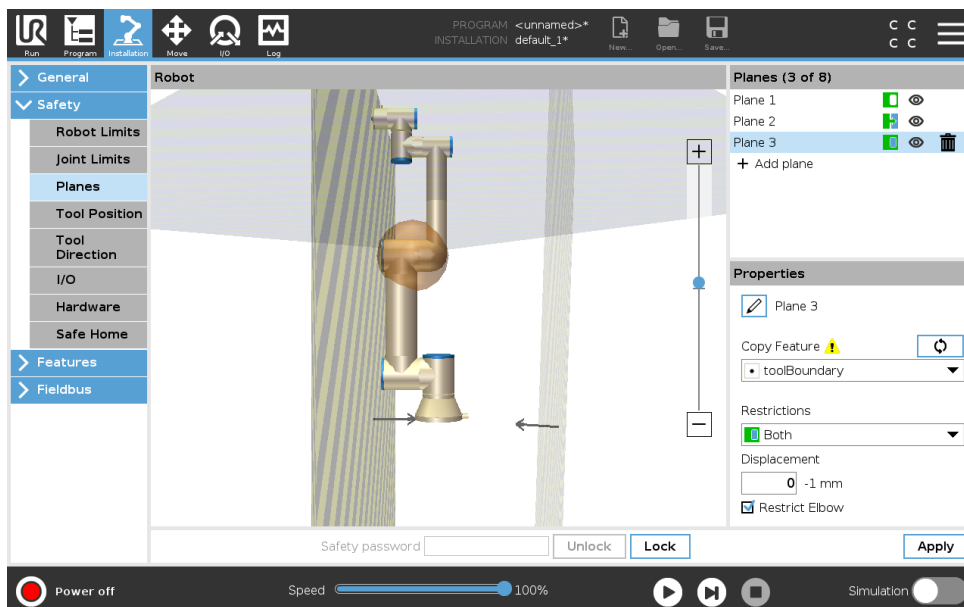 PROGRAM <unnamed>*
INSTALLATION default_1*
UR
Run
Program
Installation
Move
I/O
Log
New...
Open...
Save...
C C
C C
General
Safety
Robot Limits
Joint Limits
Planes
Tool Position
Tool
Direction
I/O
Hardware
Safe Home
Features
Fieldbus
Robot
Planes (3 of 8)
Plane 1
Plane 2
Plane 3
+ Add plane
Properties
Plane 3
Copy Feature
toolBoundary
Restrictions
Both
Displacement
0 -1 mm
Restrict Elbow
Safety password
Unlock
Lock
Apply
Power off
Speed
100%
Simulation